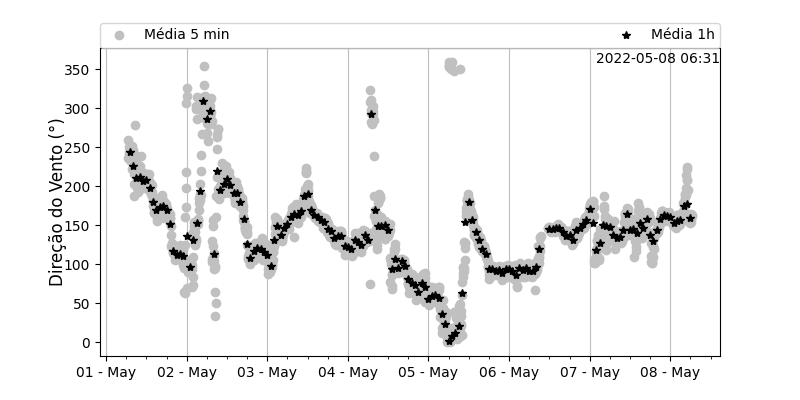 Média 5 min
Média 1h
2022-05-08 06:31
Direção do Vento (°)
350
300
250
200
150
100
50
0
01 - May
02 - May
03 - May
04 - May
05 - May
06 - May
07 - May
08 - May